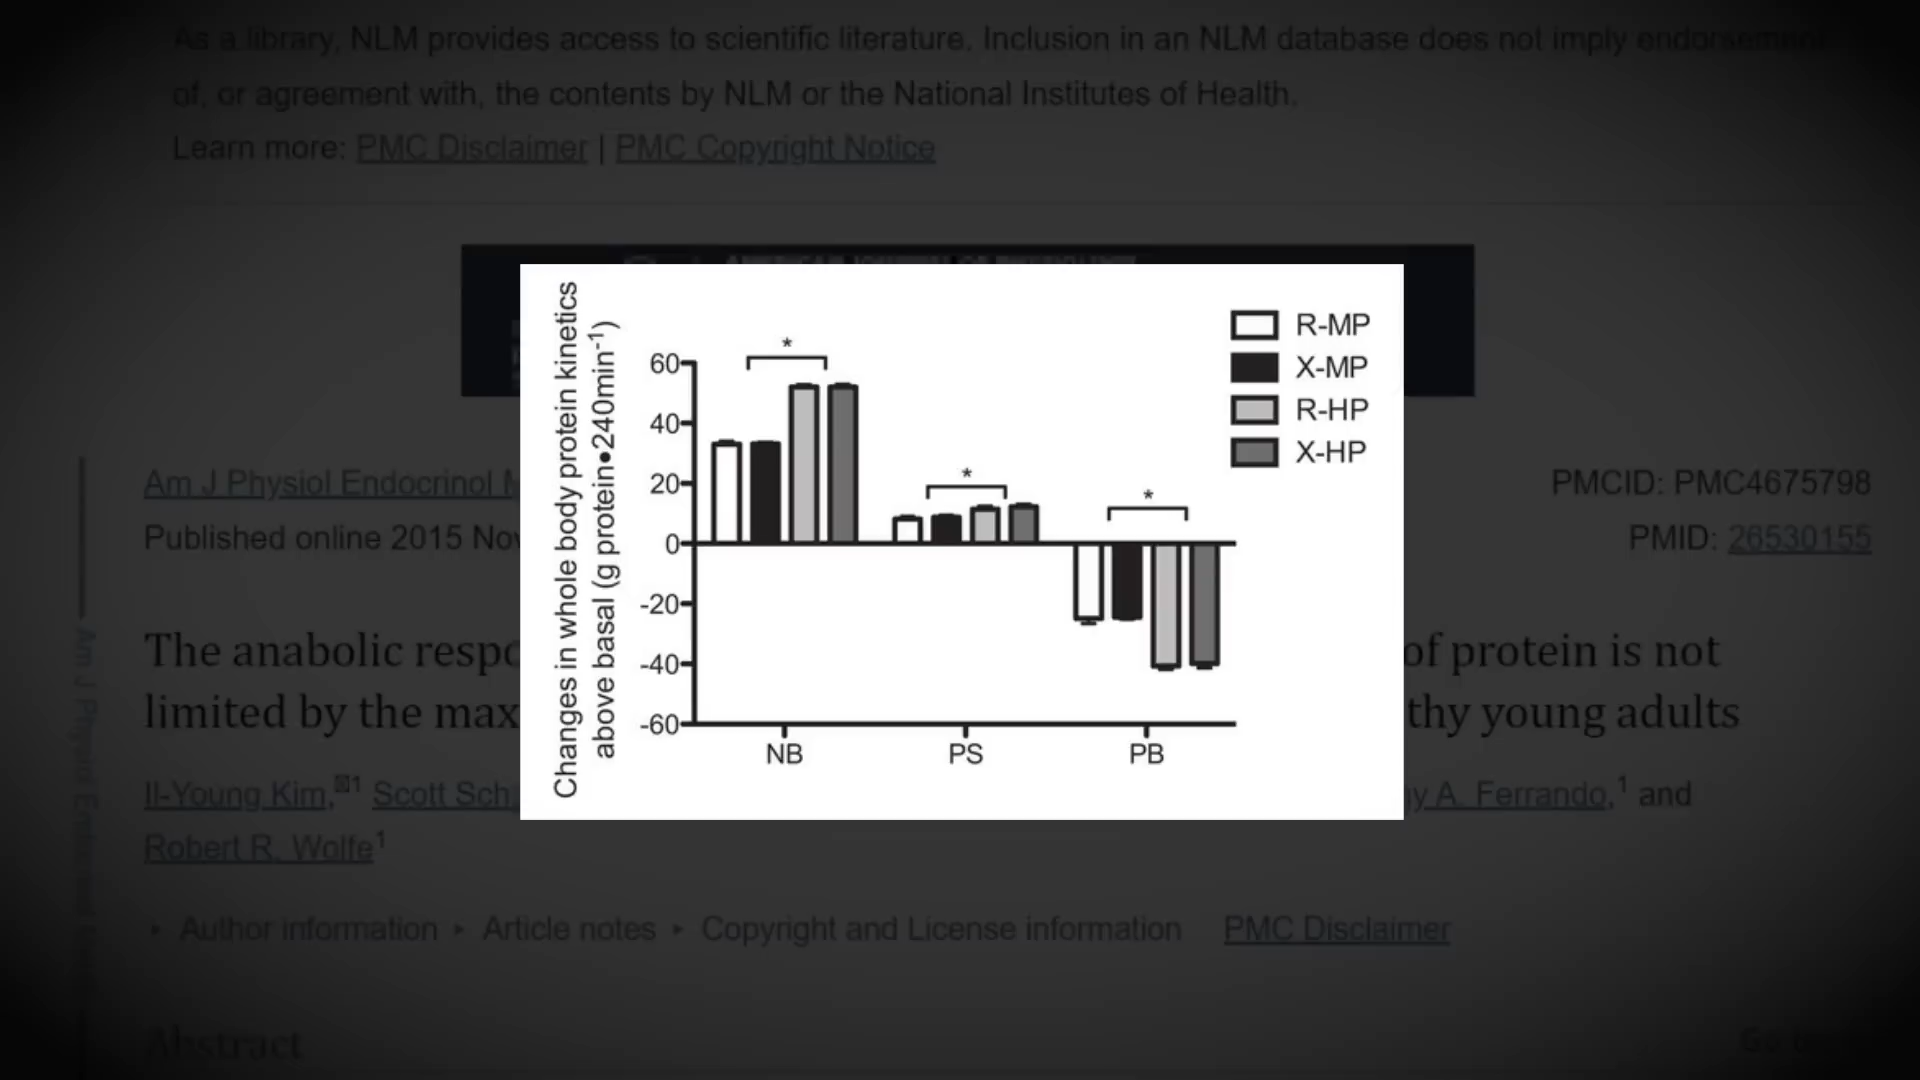 As a library, NLM provides access to scientific literature. Inclusion in an NLM database does not imply endorsement
of, or agreement with, the contents by NLM or the National Institutes of Health.
Learn more: PMC Disclaimer | PMC Copyright Notice
Changes in whole body protein kinetics
above basal (g protein•240min-1)
R-MP
X-MP
R-HP
X-HP
*
60
40
20
0
-20
-40
-60
*
*
NB
PS
PB
Am J Physiol Endocrinol
Published online 2015 Nov
PMCID: PMC4675798
PMID: 26530155
The anabolic of protein is not
limited by the young adults
Il-Young Kim,1 Scott A. Ferrando,1 and
Robert R. Wolfe1
Author information ▸ Article notes ▸ Copyright and License information PMC Disclaimer
Abstract
Am J Physiol